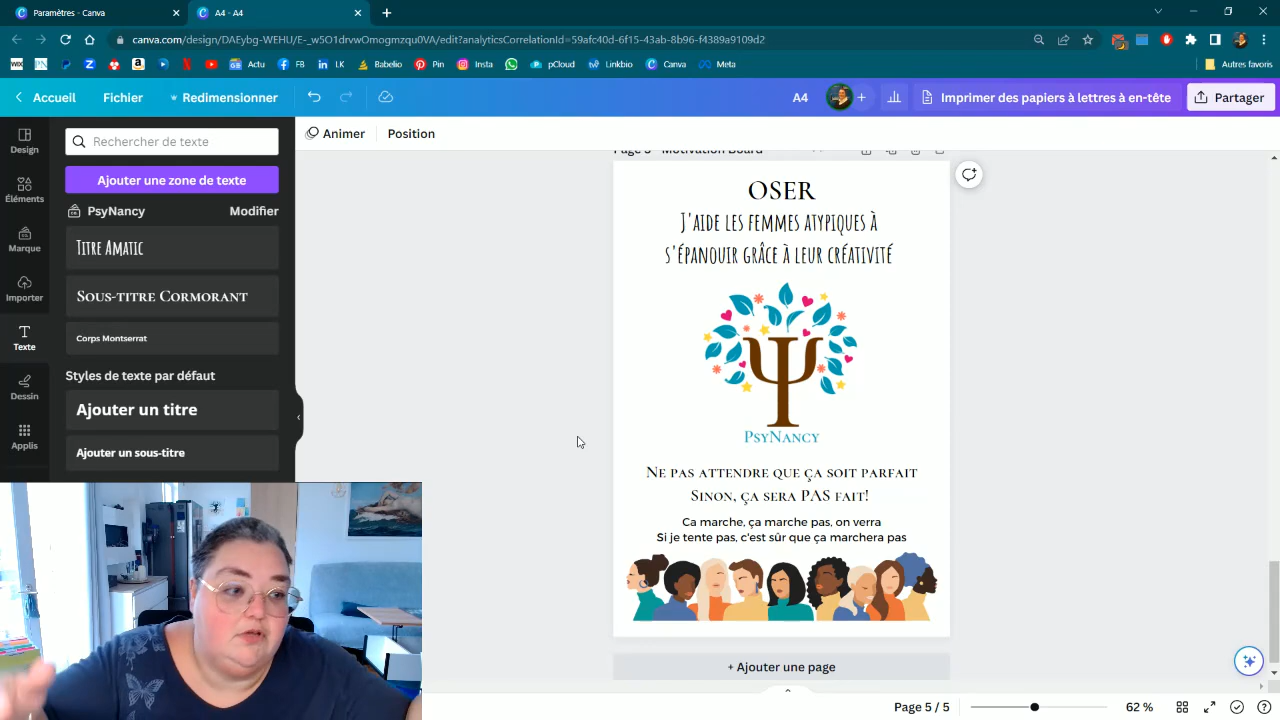 Paramètres - Canva
A4 - A4
canva.com/design/DAEybg-WEHU/E-_w5O1drvwOmogmzqu0VA/edit?analyticsCorrelationId=59afc40d-6f15-43ab-8b96-f4389a9109d2
Actu
FB
LK
Babelio
Pin
Insta
pCloud
Linkbio
Canva
Meta
Autres favoris
Accueil
Fichier
Redimensionner
A4
Imprimer des papiers à lettres à en-tête
Partager
Design
Éléments
Marque
Importer
Texte
Dessin
Applis
Rechercher de texte
Ajouter une zone de texte
PsyNancy
Modifier
Titre Amatic
Sous-titre Cormorant
Corps Montserrat
Styles de texte par défaut
Ajouter un titre
Ajouter un sous-titre
Animer
Position
Page 5 - Motivation Board
OSER
J'AIDE LES FEMMES ATYPIQUES À
S'ÉPANOUIR GRÂCE À LEUR CRÉATIVITÉ
PsyNancy
Ne pas attendre que ça soit parfait
Sinon, ça sera PAS fait!
Ca marche, ça marche pas, on verra
Si je tente pas, c'est sûr que ça marchera pas
+ Ajouter une page
Page 5 / 5
62 %